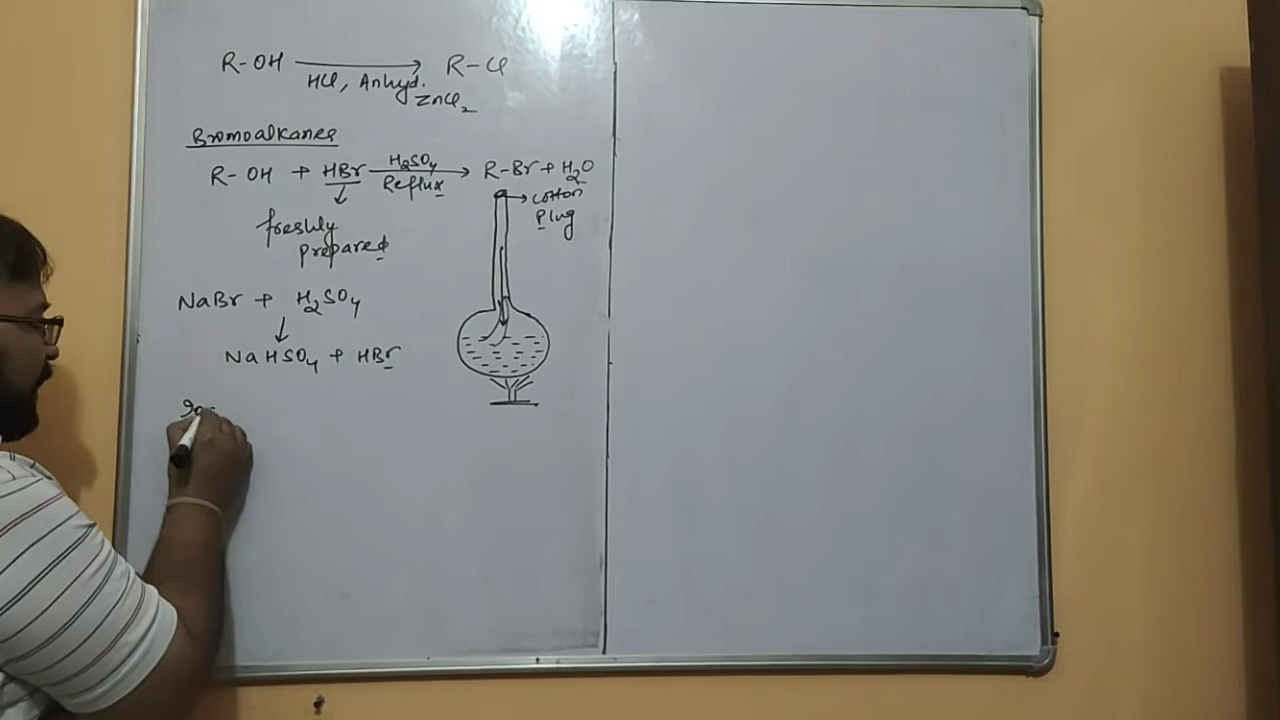 R-OH ⟶ R-Cl
HCl, Anhyd.
ZnCl₂
Bromoalkanes
R-OH + HBr ⟶ R-Br + H₂O
H₂SO₄
Reflux
freshly
prepared
→ cotton
plug
NaBr + H₂SO₄
↓
NaHSO₄ + HBr